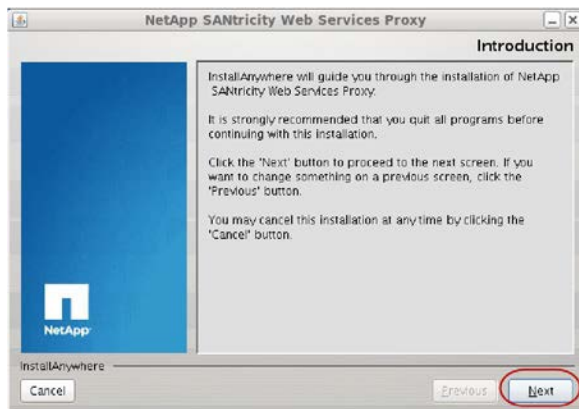 NetApp SANtricity Web Services Proxy
Introduction
InstallAnywhere will guide you through the installation of NetApp
SANtricity Web Services Proxy.
It is strongly recommended that you quit all programs before
continuing with this installation.
Click the 'Next' button to proceed to the next screen. If you
want to change something on a previous screen, click the
'Previous' button.
You may cancel this installation at any time by clicking the
'Cancel' button.
NetApp
InstallAnywhere
Cancel
Previous
Next